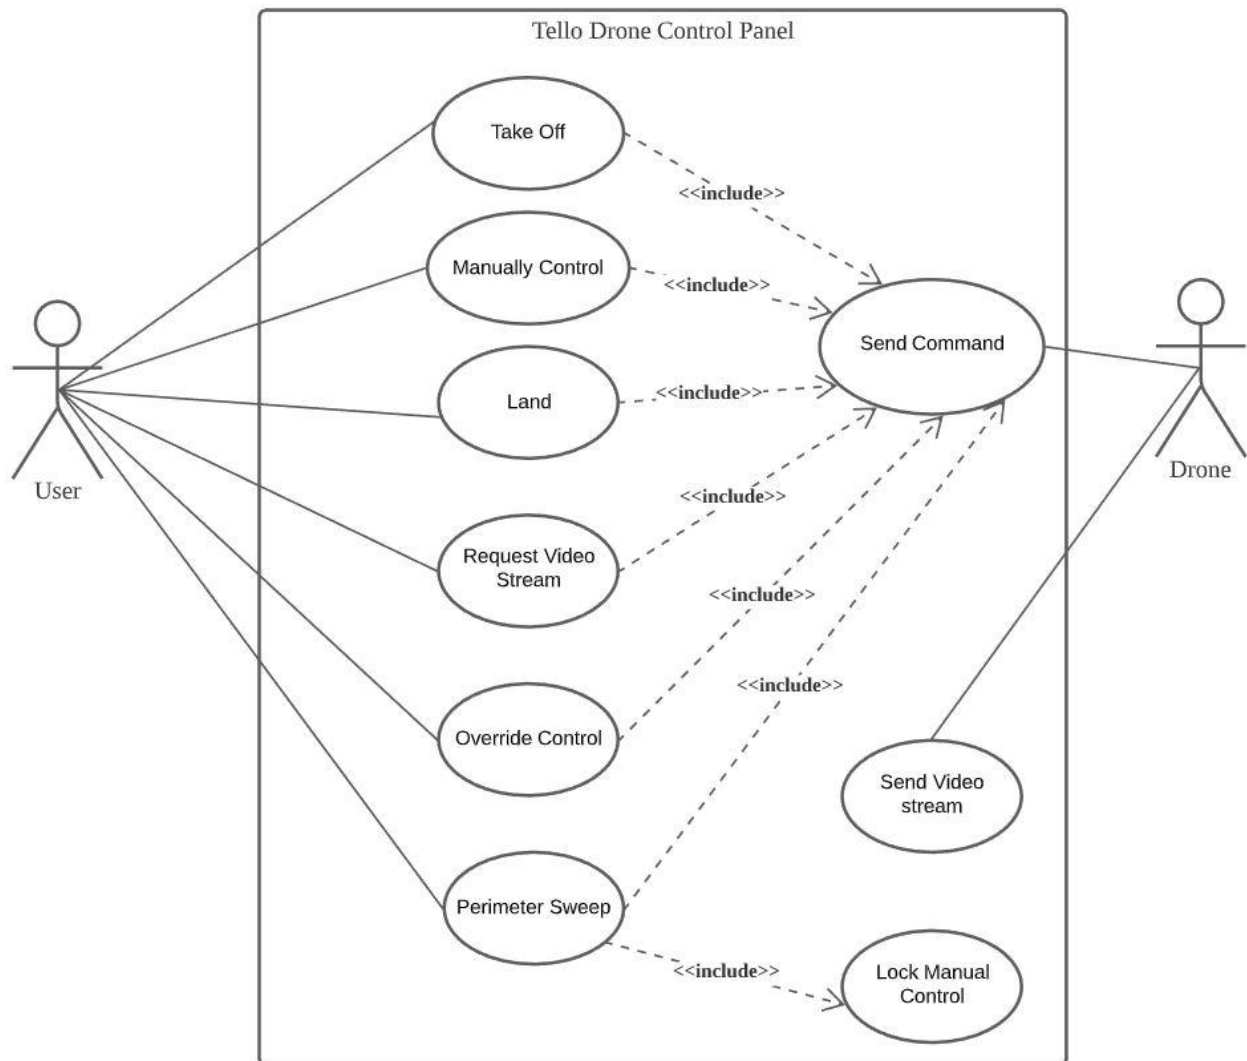 Tello Drone Control Panel
Take Off
<<include>>
Manually Control
<<include>>
Send Command
Land
<<include>>
User
Drone
<<include>>
Request Video
Stream
<<include>>
<<include>>
Override Control
Send Video
stream
Perimeter Sweep
<<include>>
Lock Manual
Control